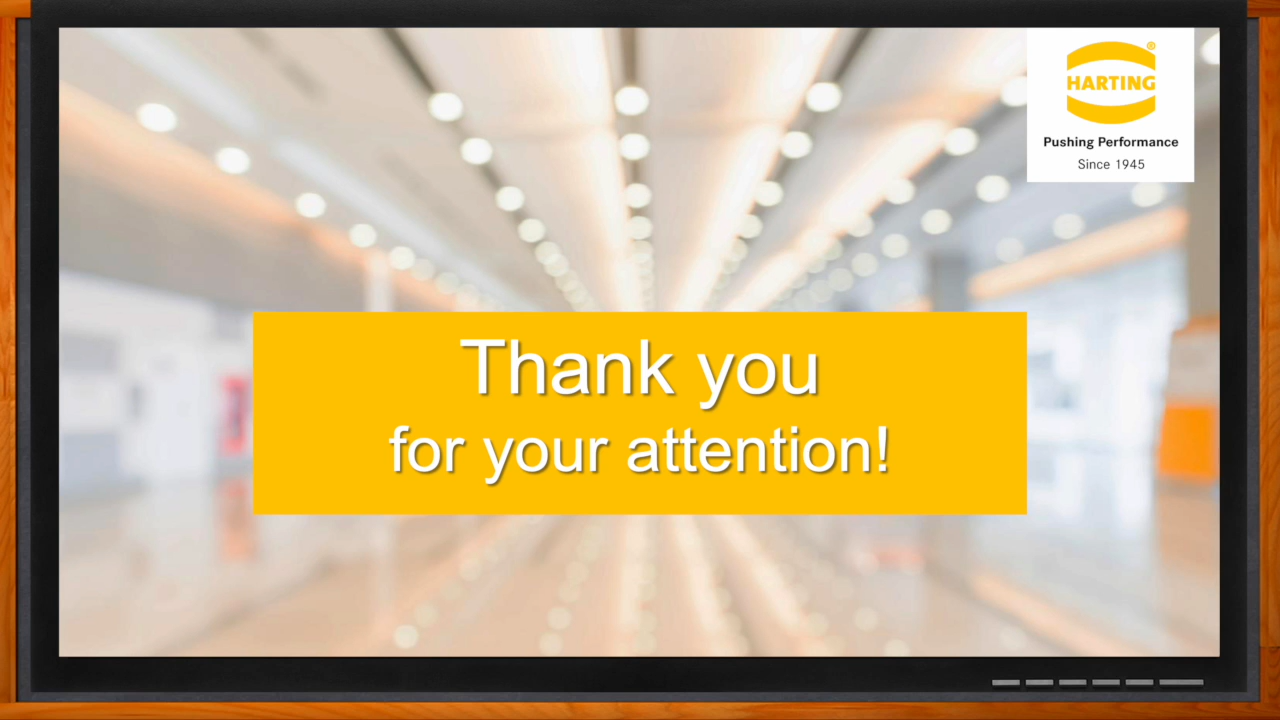 HARTING®
Pushing Performance
Since 1945
Thank you
for your attention!